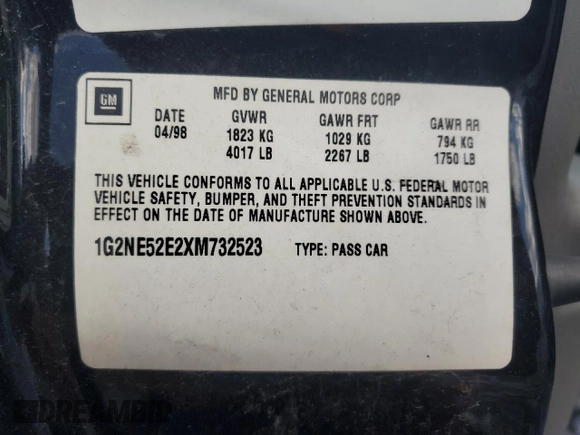 MFD BY GENERAL MOTORS CORP
GM
DATE GVWR GAWR FRT GAWR RR
04/98 1823 KG 1029 KG 794 KG
4017 LB 2267 LB 1750 LB
THIS VEHICLE CONFORMS TO ALL APPLICABLE U.S. FEDERAL MOTOR
VEHICLE SAFETY, BUMPER, AND THEFT PREVENTION STANDARDS IN
EFFECT ON THE DATE OF MANUFACTURE SHOWN ABOVE.
1G2NE52E2XM732523 TYPE: PASS CAR
DREAMBID